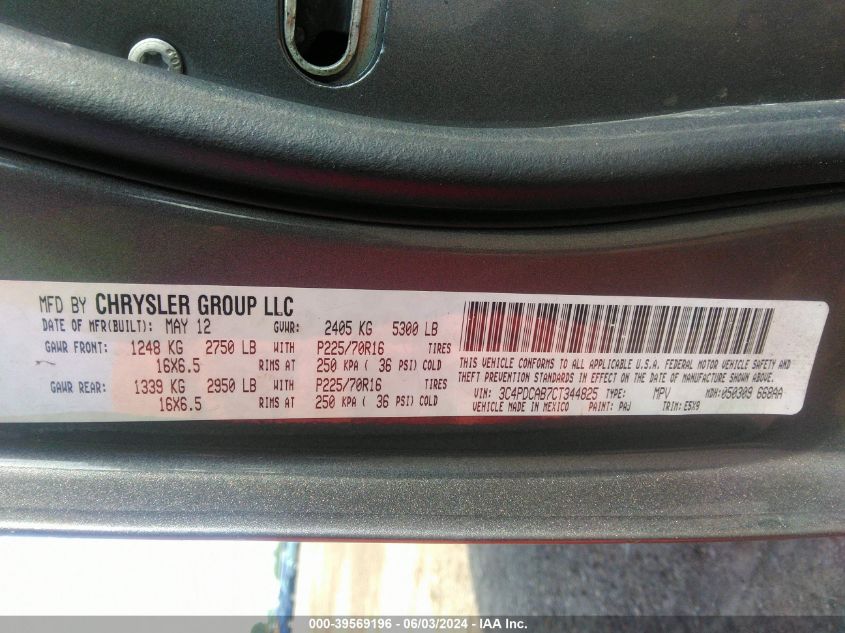 MFD BY CHRYSLER GROUP LLC
DATE OF MFR(BUILT): MAY 12 GVWR: 2405 KG 5300 LB
GAWR FRONT: 1248 KG 2750 LB WITH P225/70R16 TIRES
16X6.5 RIMS AT 250 KPA ( 36 PSI) COLD
GAWR REAR: 1339 KG 2950 LB WITH P225/70R16 TIRES
16X6.5 RIMS AT 250 KPA ( 36 PSI) COLD
THIS VEHICLE CONFORMS TO ALL APPLICABLE U.S.A. FEDERAL MOTOR VEHICLE SAFETY AND
THEFT PREVENTION STANDARDS IN EFFECT ON THE DATE OF MANUFACTURE SHOWN ABOVE.
VIN: 3C4PDCAB7CT344825 TYPE: MPV MDH: 050309 660AA
VEHICLE MADE IN MEXICO PAINT: PAJ TRIM: E5X9
000-39569196 - 06/03/2024 - IAA Inc.